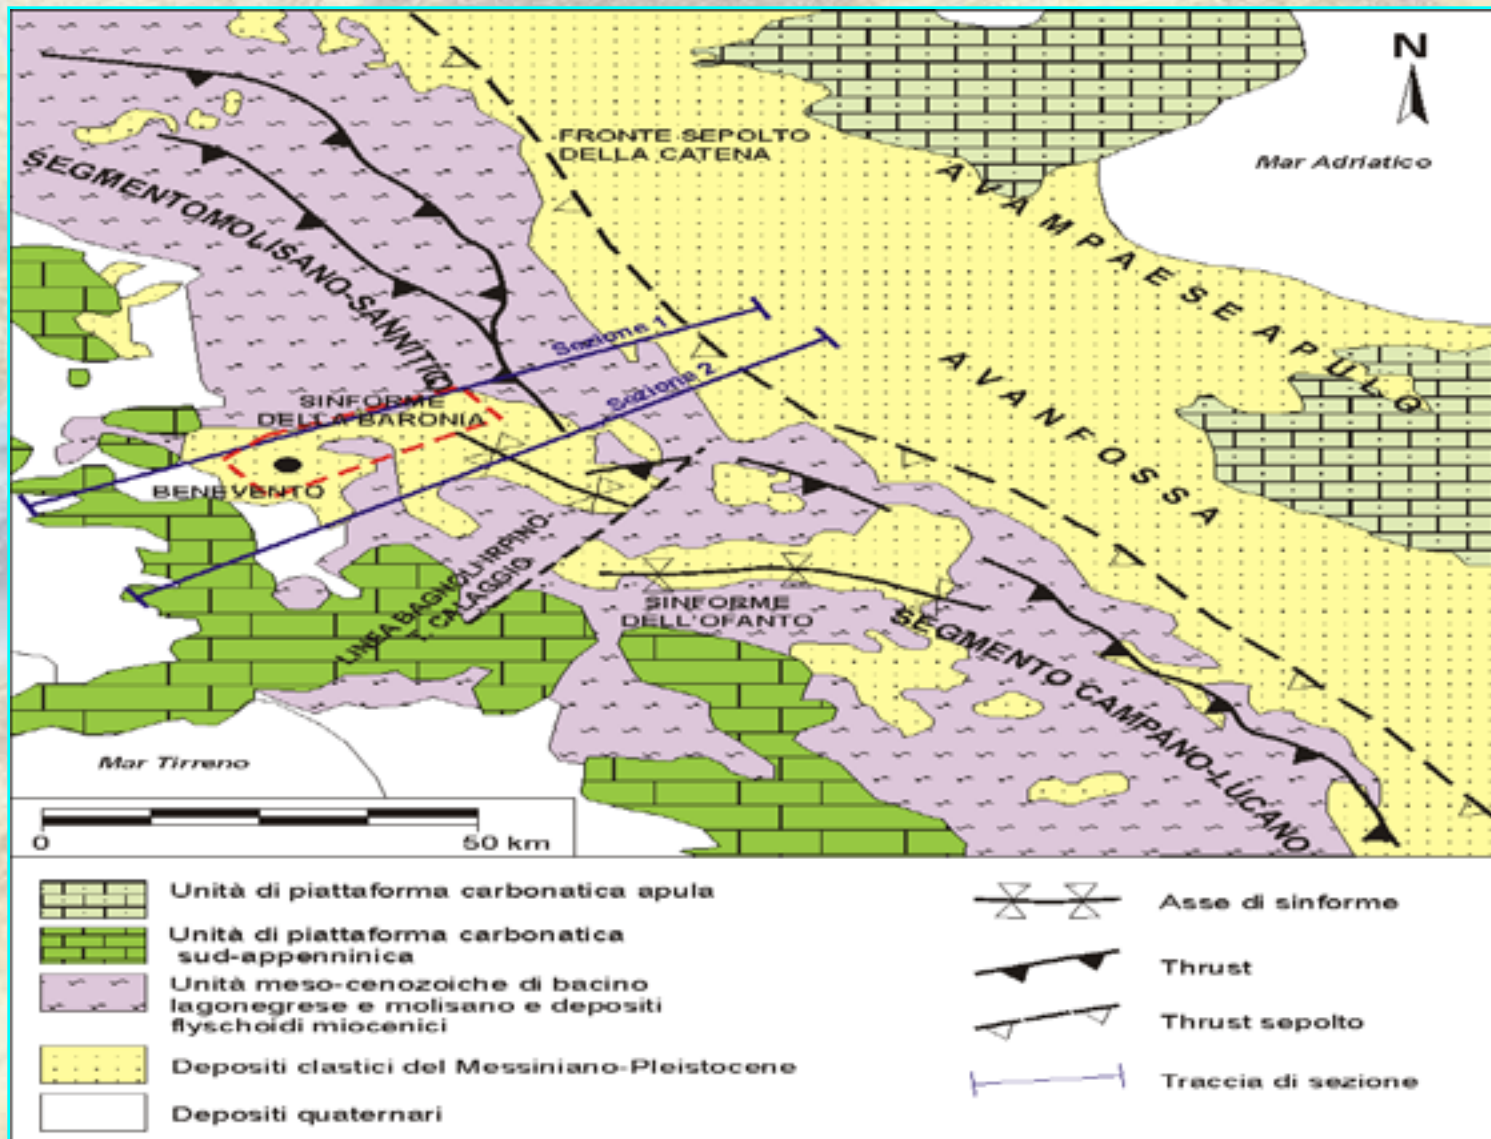 N
FRONTE SEPOLTO
DELLA CATENA
Mar Adriatico
AVAMPAESE APULO
SEGMENTOMOLISANO-SANNITICO
Sezione 1
Sezione 2
AVANFOSSA
SINFORME
DELLA BARONIA
BENEVENTO
LINEA BAGNOLI IRPINO-
T. CALAGGIO
SINFORME
DELL'OFANTO
SEGMENTO CAMPANO-LUCANO
Mar Tirreno
0 50 km
Unità di piattaforma carbonatica apula
Unità di piattaforma carbonatica
sud-appenninica
Unità meso-cenozoiche di bacino
lagonegrese e molisano e depositi
flyschoidi miocenici
Depositi clastici del Messiniano-Pleistocene
Depositi quaternari
Asse di sinforme
Thrust
Thrust sepolto
Traccia di sezione